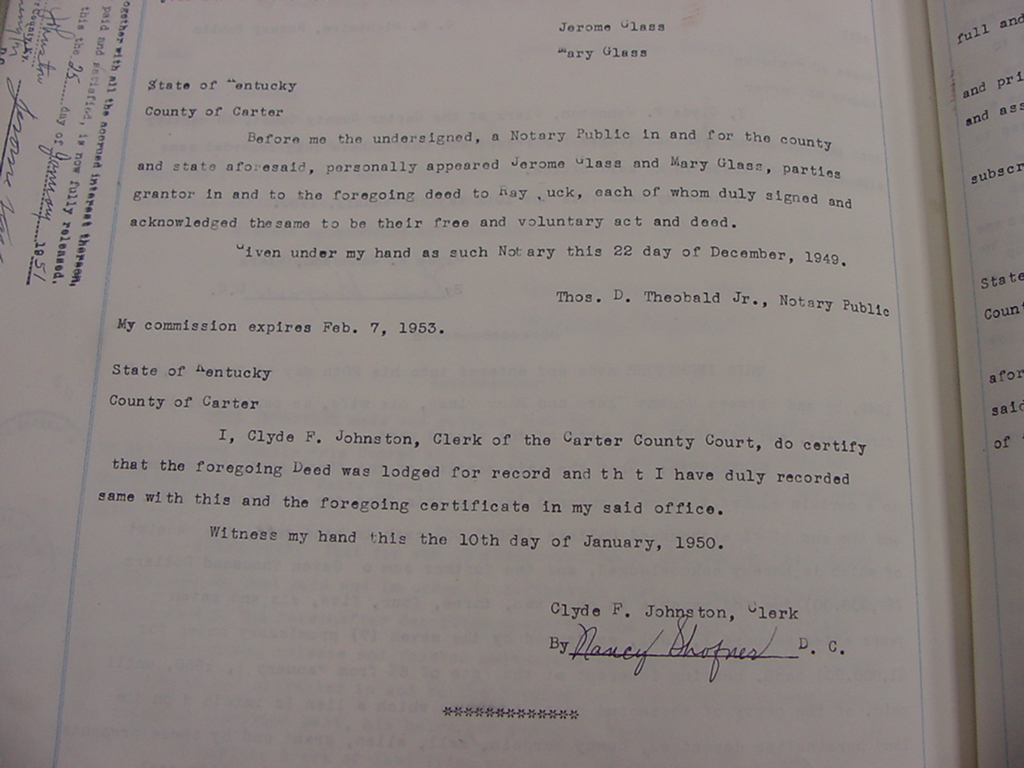 Jerome Glass
Mary Glass
State of Kentucky
County of Carter
Before me the undersigned, a Notary Public in and for the county
and state aforesaid, personally appeared Jerome Glass and Mary Glass, parties
grantor in and to the foregoing deed to Ray uck, each of whom duly signed and
acknowledged thesame to be their free and voluntary act and deed.
Given under my hand as such Notary this 22 day of December, 1949.
Thos. D. Theobald Jr., Notary Public
My commission expires Feb. 7, 1953.
State of Kentucky
County of Carter
I, Clyde F. Johnston, Clerk of the Carter County Court, do certify
that the foregoing Deed was lodged for record and th t I have duly recorded
same with this and the foregoing certificate in my said office.
Witness my hand this the 10th day of January, 1950.
Clyde F. Johnston, Clerk
By Nancy Shofner D. C.
*************
ogether with all the accrued interest thereon,
paid and satisfied, is now fully released,
this the 25 day of January 1951
Johnston
Jerome
full and
and pri
and ass
subscr
State
Coun
afor
said
of t